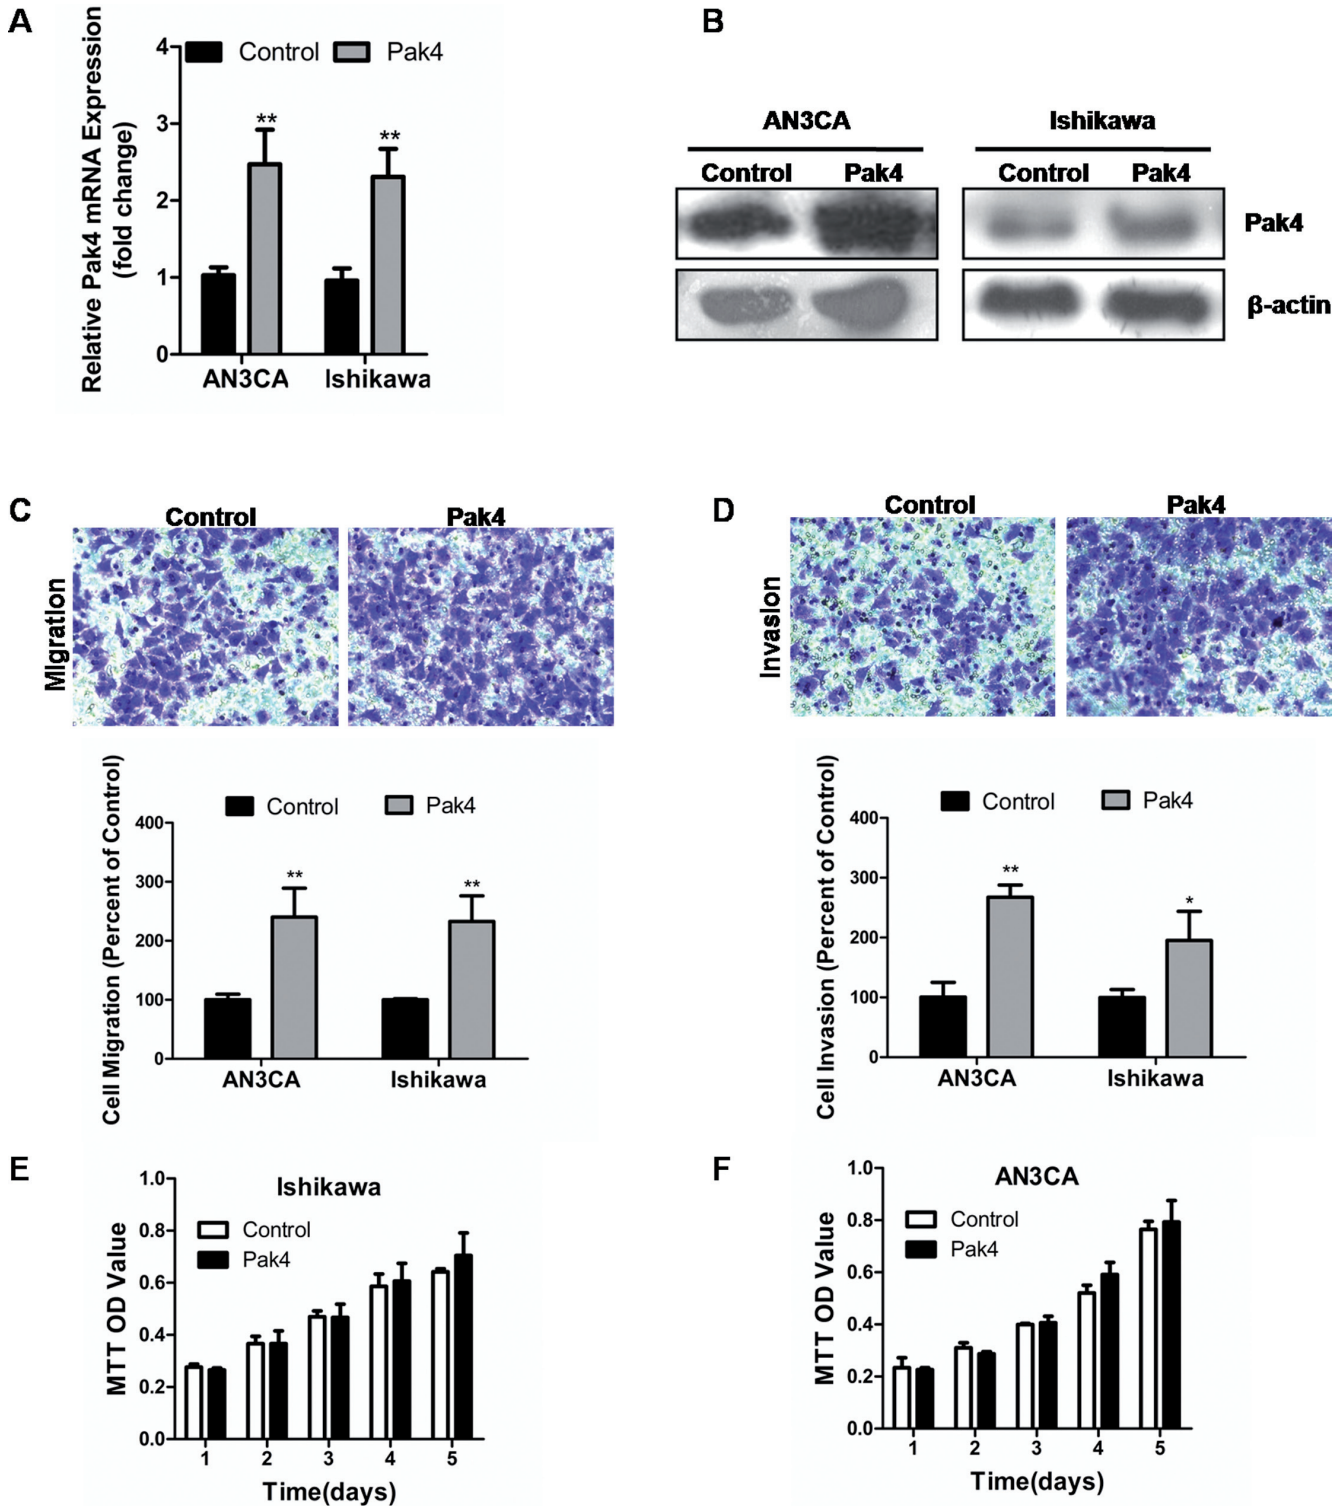 A
Relative Pak4 mRNA Expression
(fold change)
4
3
2
1
0
Control
Pak4
**
**
AN3CA
Ishikawa
B
AN3CA
Ishikawa
Control
Pak4
Control
Pak4
Pak4
β-actin
C
Control
Pak4
Migration
Cell Migration (Percent of Control)
Control
Pak4
400
300
200
100
0
**
**
AN3CA
Ishikawa
D
Control
Pak4
Invasion
Cell Invasion (Percent of Control)
Control
Pak4
400
300
200
100
0
**
*
AN3CA
Ishikawa
E
Ishikawa
MTT OD Value
1.0
0.8
0.6
0.4
0.2
0.0
Control
Pak4
1 2 3 4 5
Time(days)
F
AN3CA
MTT OD Value
1.0
0.8
0.6
0.4
0.2
0.0
Control
Pak4
1 2 3 4 5
Time(days)